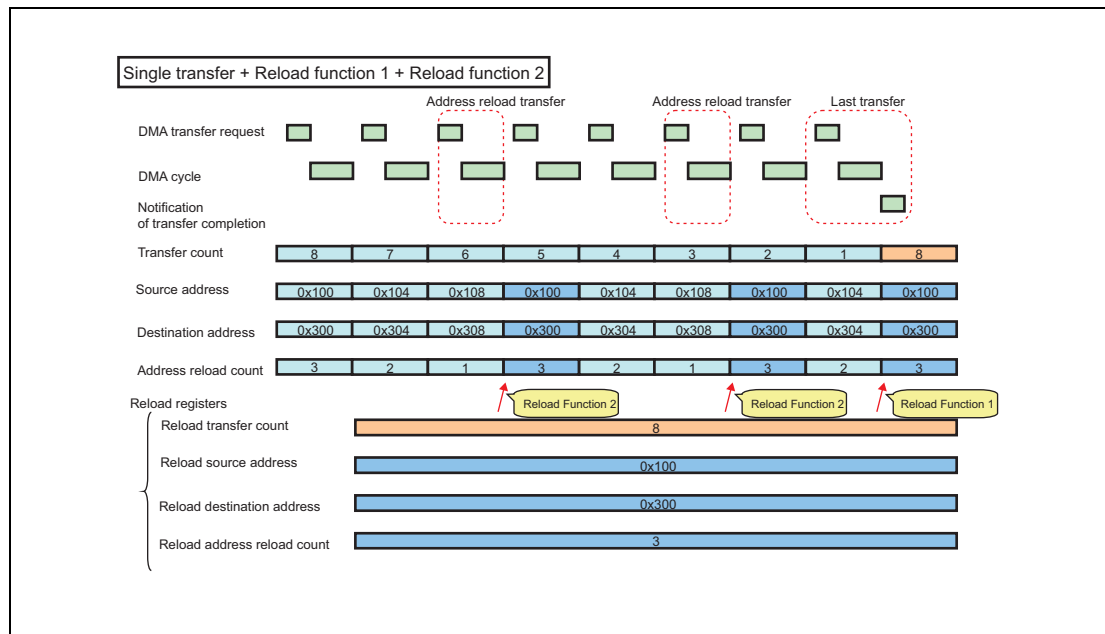 Single transfer + Reload function 1 + Reload function 2
Address reload transfer Address reload transfer Last transfer
DMA transfer request
DMA cycle
Notification
of transfer completion
Transfer count 8 7 6 5 4 3 2 1 8
Source address 0x100 0x104 0x108 0x100 0x104 0x108 0x100 0x104 0x100
Destination address 0x300 0x304 0x308 0x300 0x304 0x308 0x300 0x304 0x300
Address reload count 3 2 1 3 2 1 3 2 3
Reload Function 2 Reload Function 2 Reload Function 1
Reload registers
Reload transfer count 8
Reload source address 0x100
Reload destination address 0x300
Reload address reload count 3